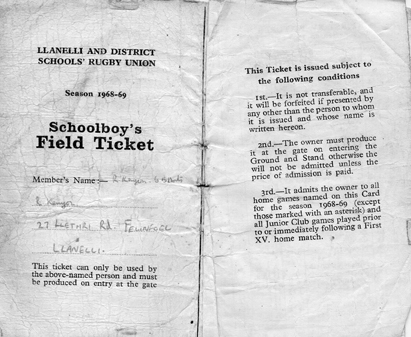 LLANELLI AND DISTRICT
SCHOOLS' RUGBY UNION
Season 1968-69
Schoolboy's
Field Ticket
Member's Name:— R
R
27 LLETHRI Rd FELINFOEL
LLANELLI.
This ticket can only be used by
the above-named person and must
be produced on entry at the gate
This Ticket is issued subject to
the following conditions
1st.—It is not transferable, and
it will be forfeited if presented by
any other than the person to whom
it is issued and whose name is
written hereon.
2nd.—The owner must produce
it at the gate on entering the
Ground and Stand otherwise the
will not be admitted unless the
price of admission is paid.
3rd.—It admits the owner to all
home games named on this Card
for the season 1968-69 (except
those marked with an asterisk) and
all Junior Club games played prior
to or immediately following a First
XV. home match.